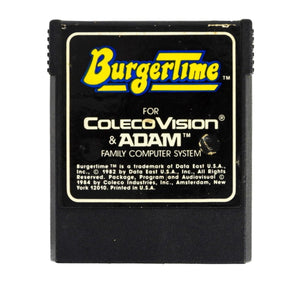 BurgerTime™
FOR
COLECOVISION®
& ADAM™
FAMILY COMPUTER SYSTEM
BurgerTime™ is a trademark of Data East U.S.A.,
Inc., © 1982 by Data East U.S.A., Inc., All Rights
Reserved. Package, Program and Audiovisual
© 1984 by Coleco Industries, Inc., Amsterdam, New
York 12010. Printed in U.S.A.